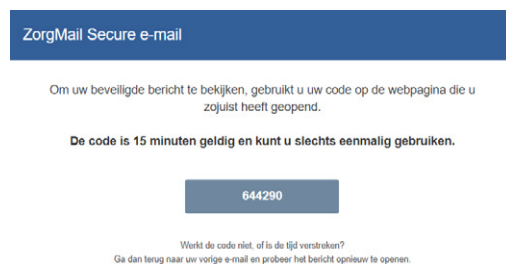 ZorgMail Secure e-mail
Om uw beveiligde bericht te bekijken, gebruikt u uw code op de webpagina die u
zojuist heeft geopend.
De code is 15 minuten geldig en kunt u slechts eenmalig gebruiken.
644290
Werkt de code niet, of is de tijd verstreken?
Ga dan terug naar uw vorige e-mail en probeer het bericht opnieuw te openen.